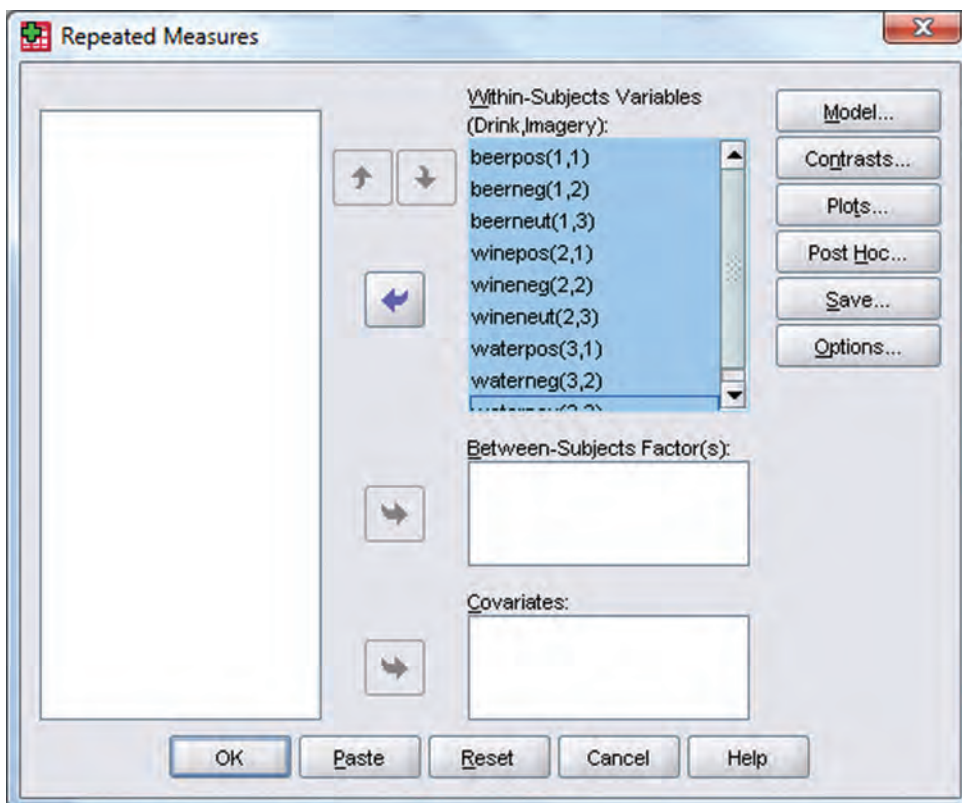 Repeated Measures
Within-Subjects Variables
(Drink,Imagery):
beerpos(1,1)
beerneg(1,2)
beerneut(1,3)
winepos(2,1)
wineneg(2,2)
wineneut(2,3)
waterpos(3,1)
waterneg(3,2)
Model...
Contrasts...
Plots...
Post Hoc...
Save...
Options...
Between-Subjects Factor(s):
Covariates:
OK
Paste
Reset
Cancel
Help